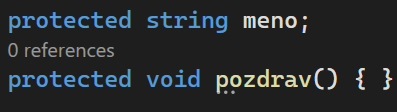 protected string meno;
0 references
protected void pozdrav() { }